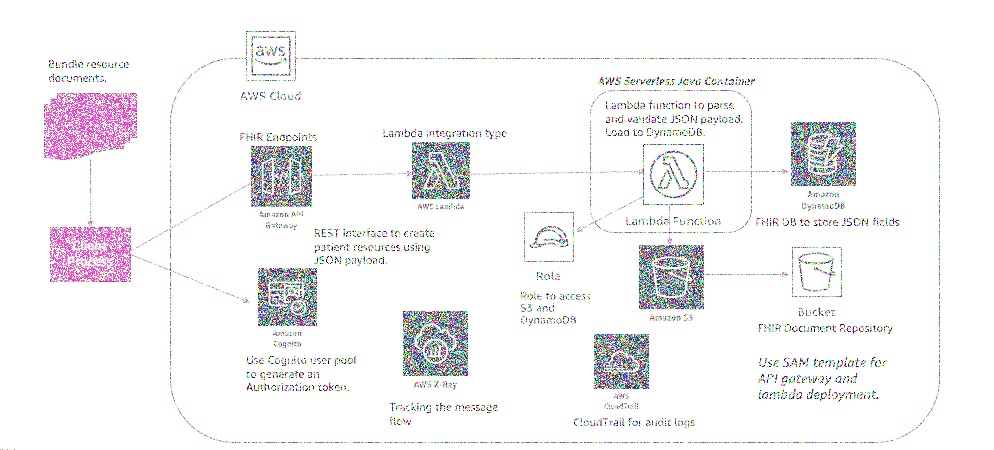 aws
AWS Cloud
Bundle resource
documents.
AWS Serverless Java Container
Lambda function to parse
and validate JSON payload.
Load to DynamoDB.
FHIR Endpoints
Lambda integration type
Amazon API
Gateway
AWS Lambda
Lambda Function
Amazon
DynamoDB
FHIR DB to store JSON fields
REST interface to create
patient resources using
JSON payload.
Role
Role to access
S3 and
DynamoDB
Amazon S3
Bucket
FHIR Document Repository
Amazon
Cognito
Use Cognito user pool
to generate an
Authorization token.
AWS X-Ray
Tracking the message
flow
AWS
CloudTrail
CloudTrail for audit logs
Use SAM template for
API gateway and
lambda deployment.